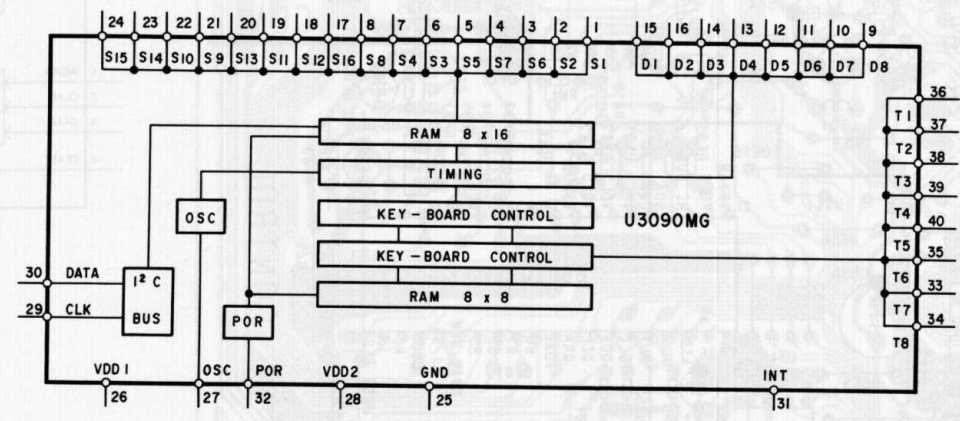 24 23 22 21 20 19 18 17 8 7 6 5 4 3 2 1 15 16 14 13 12 11 10 9
S15 S14 S10 S9 S13 S11 S12 S16 S8 S4 S3 S5 S7 S6 S2 S1 D1 D2 D3 D4 D5 D6 D7 D8
36
T1
37
RAM 8 x 16
T2
38
TIMING
T3
39
OSC
KEY-BOARD CONTROL
U3090MG
T4
40
T5
KEY-BOARD CONTROL
35
30 DATA
I² C
T6
RAM 8 x 8
33
29 CLK
BUS
POR
T7
34
T8
VDD1 OSC POR VDD2 GND INT
26 27 32 28 25 31